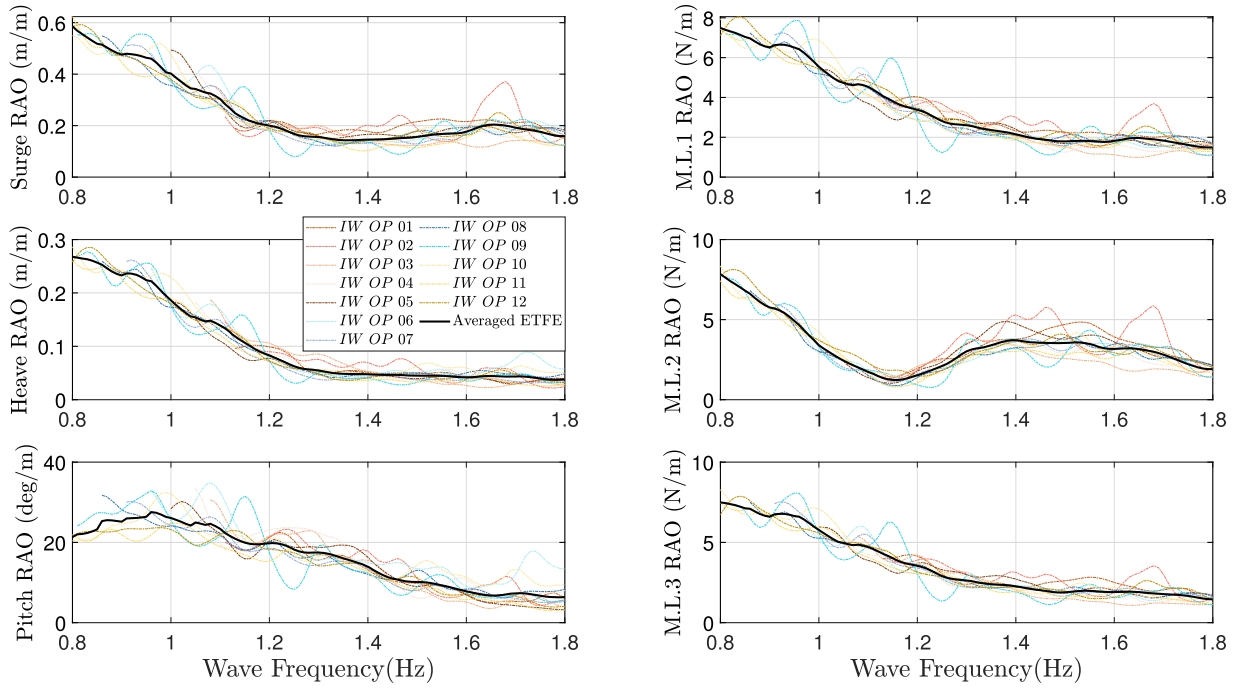 Surge RAO (m/m)
0.6
0.4
0.2
0
0.8 1 1.2 1.4 1.6 1.8
M.L.1 RAO (N/m)
8
6
4
2
0
0.8 1 1.2 1.4 1.6 1.8
Heave RAO (m/m)
0.3
0.2
0.1
0
0.8 1 1.2 1.4 1.6 1.8
IW OP 01 IW OP 08
IW OP 02 IW OP 09
IW OP 03 IW OP 10
IW OP 04 IW OP 11
IW OP 05 IW OP 12
IW OP 06 Averaged ETFE
IW OP 07
M.L.2 RAO (N/m)
10
5
0
0.8 1 1.2 1.4 1.6 1.8
Pitch RAO (deg/m)
40
20
0
0.8 1 1.2 1.4 1.6 1.8
Wave Frequency(Hz)
M.L.3 RAO (N/m)
10
5
0
0.8 1 1.2 1.4 1.6 1.8
Wave Frequency(Hz)